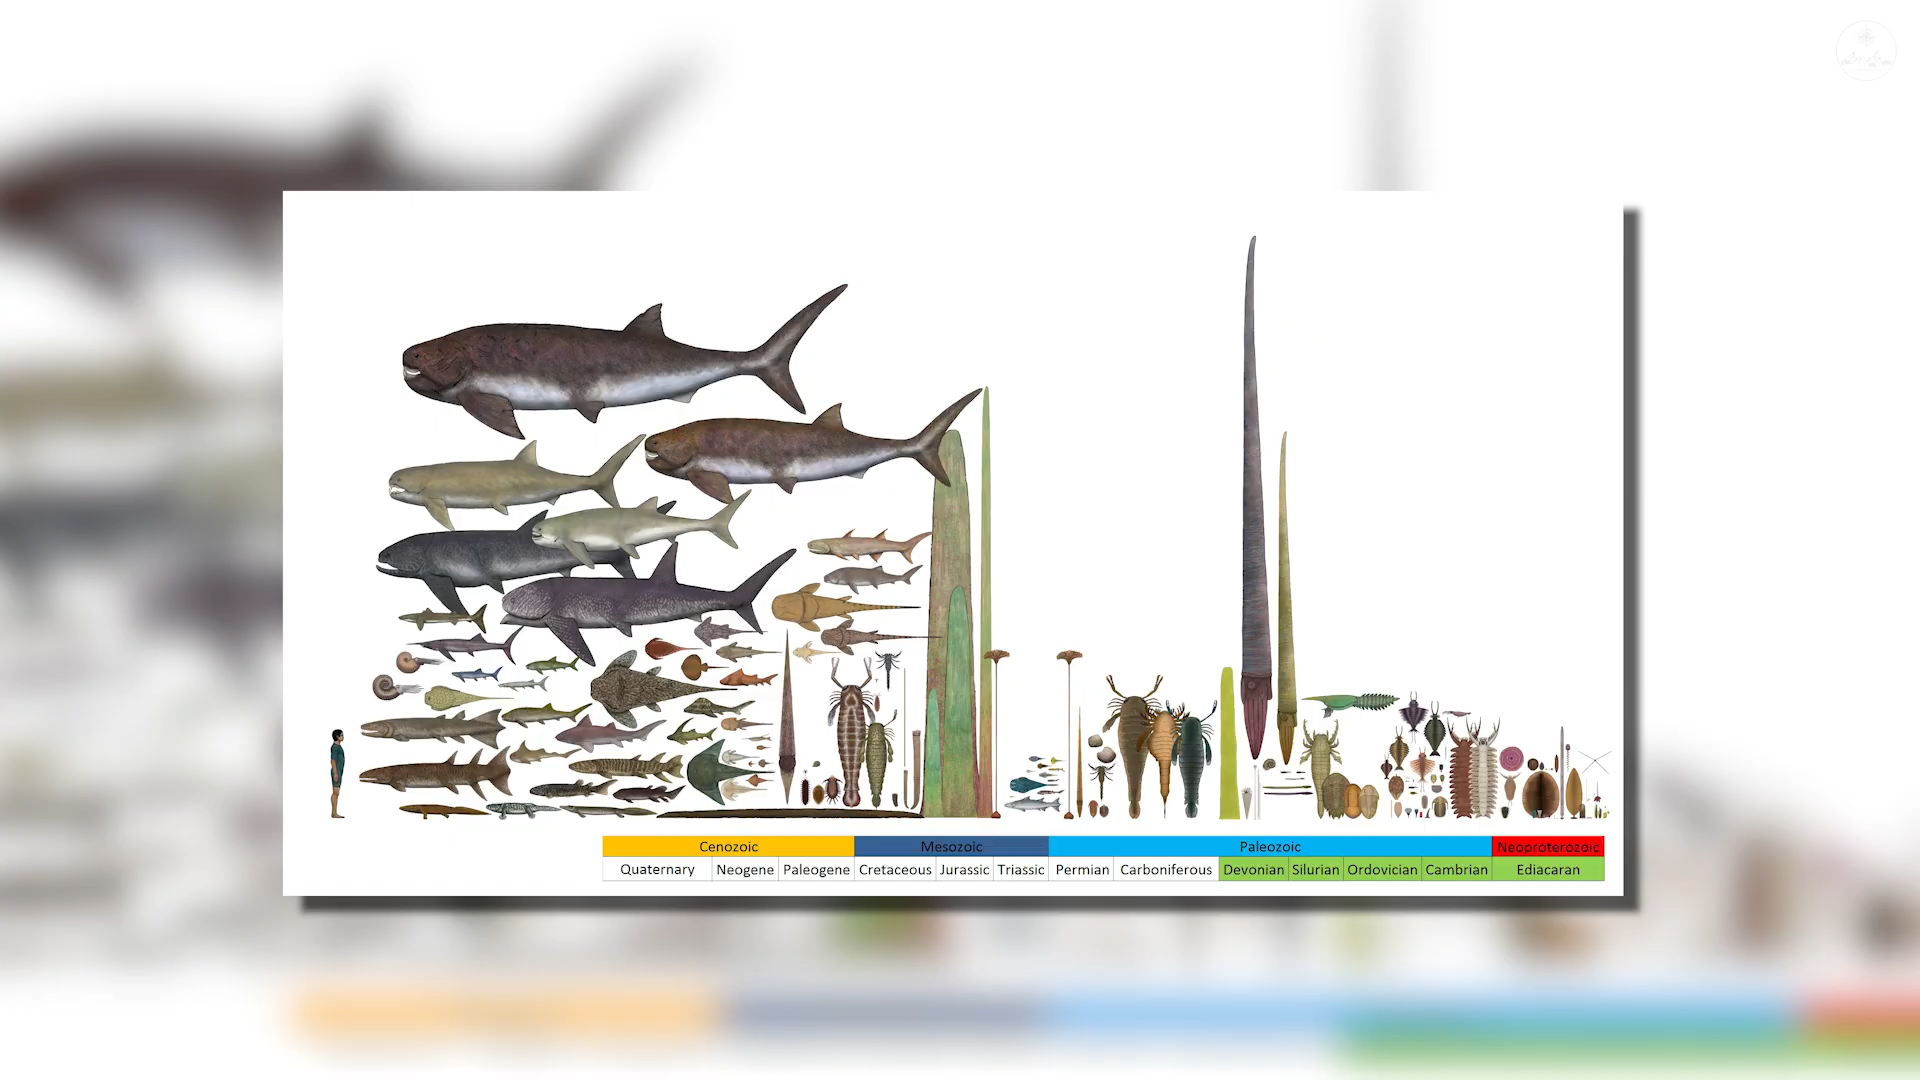 Cenozoic Mesozoic Paleozoic Neoproterozoic
Quaternary Neogene Paleogene Cretaceous Jurassic Triassic Permian Carboniferous Devonian Silurian Ordovician Cambrian Ediacaran